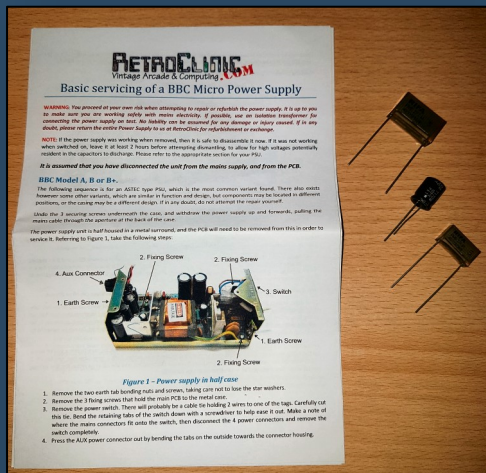 RETROCLINIC.COM
Vintage Arcade & Computing
Basic servicing of a BBC Micro Power Supply
WARNING: You proceed at your own risk when attempting to repair or refurbish the power supply. It is up to you
to make sure you are working safely with mains electricity. If possible, use an isolation transformer for
connecting the power supply on test. No liability can be assumed for any damage or injury caused. If in any
doubt, please return the entire Power Supply to us at RetroClinic for refurbishment or exchange.
NOTE: If the power supply was working when removed, then it is safe to disassemble it now. If it was not working
when switched on, leave it at least 2 hours before attempting dismantling, to allow for high voltages potentially
resident in the capacitors to discharge. Please refer to the appropriate section for your PSU.
It is assumed that you have disconnected the unit from the mains supply, and from the PCB.
BBC Model A, B or B+.
The following sequence is for an ASTEC type PSU, which is the most common variant found. There also exists
however some other variants, which are similar in function and design, but components may be located in different
positions, or the casing may be a different design. If in any doubt, do not attempt the repair yourself.
Undo the 3 securing screws underneath the case, and withdraw the power supply up and forwards, pulling the
mains cable through the aperture at the back of the case.
The power supply unit is half housed in a metal surround, and the PCB will need to be removed from this in order to
service it. Referring to Figure 1, take the following steps:
2. Fixing Screw
2. Fixing Screw
4. Aux Connector
3. Switch
1. Earth Screw
1. Earth Screw
2. Fixing Screw
Figure 1 – Power supply in half case
1. Remove the two earth tab bonding nuts and screws, taking care not to lose the star washers.
2. Remove the 3 fixing screws that hold the main PCB to the metal case.
3. Remove the power switch. There will probably be a cable tie holding 2 wires to one of the tags. Carefully cut
this tie. Bend the retaining tabs of the switch down with a screwdriver to help ease it out. Make a note of
where the mains connectors fit onto the switch, then disconnect the 4 power connectors and remove the
switch completely.
4. Press the AUX power connector out by bending the tabs on the outside towards the connector housing.